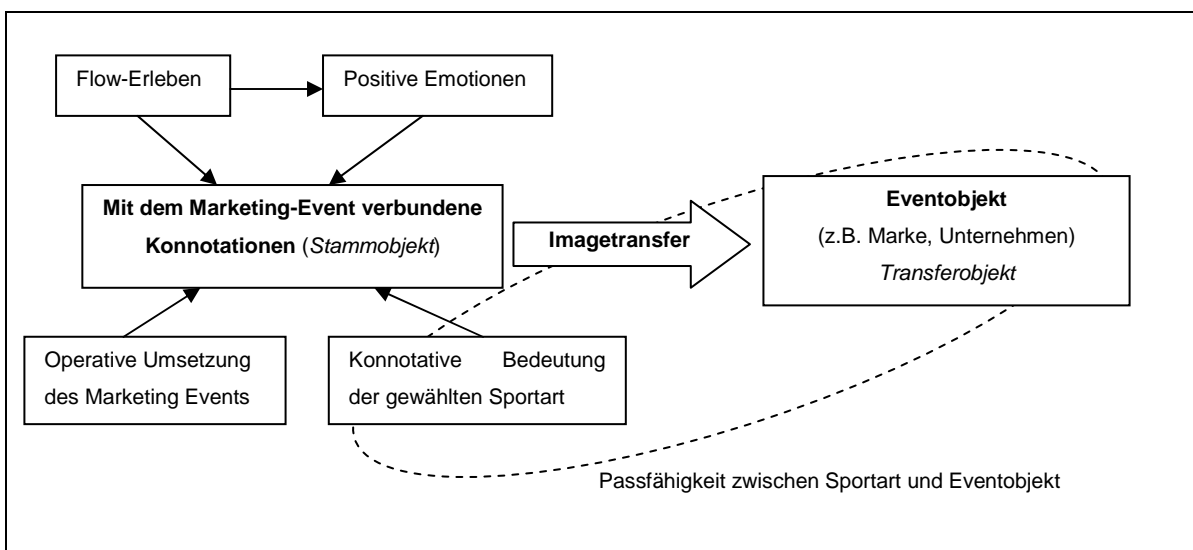 Flow-Erleben
Positive Emotionen
Mit dem Marketing-Event verbundene
Konnotationen (Stammobjekt)
Imagetransfer
Eventobjekt
(z.B. Marke, Unternehmen)
Transferobjekt
Operative Umsetzung
des Marketing Events
Konnotative Bedeutung
der gewählten Sportart
Passfähigkeit zwischen Sportart und Eventobjekt